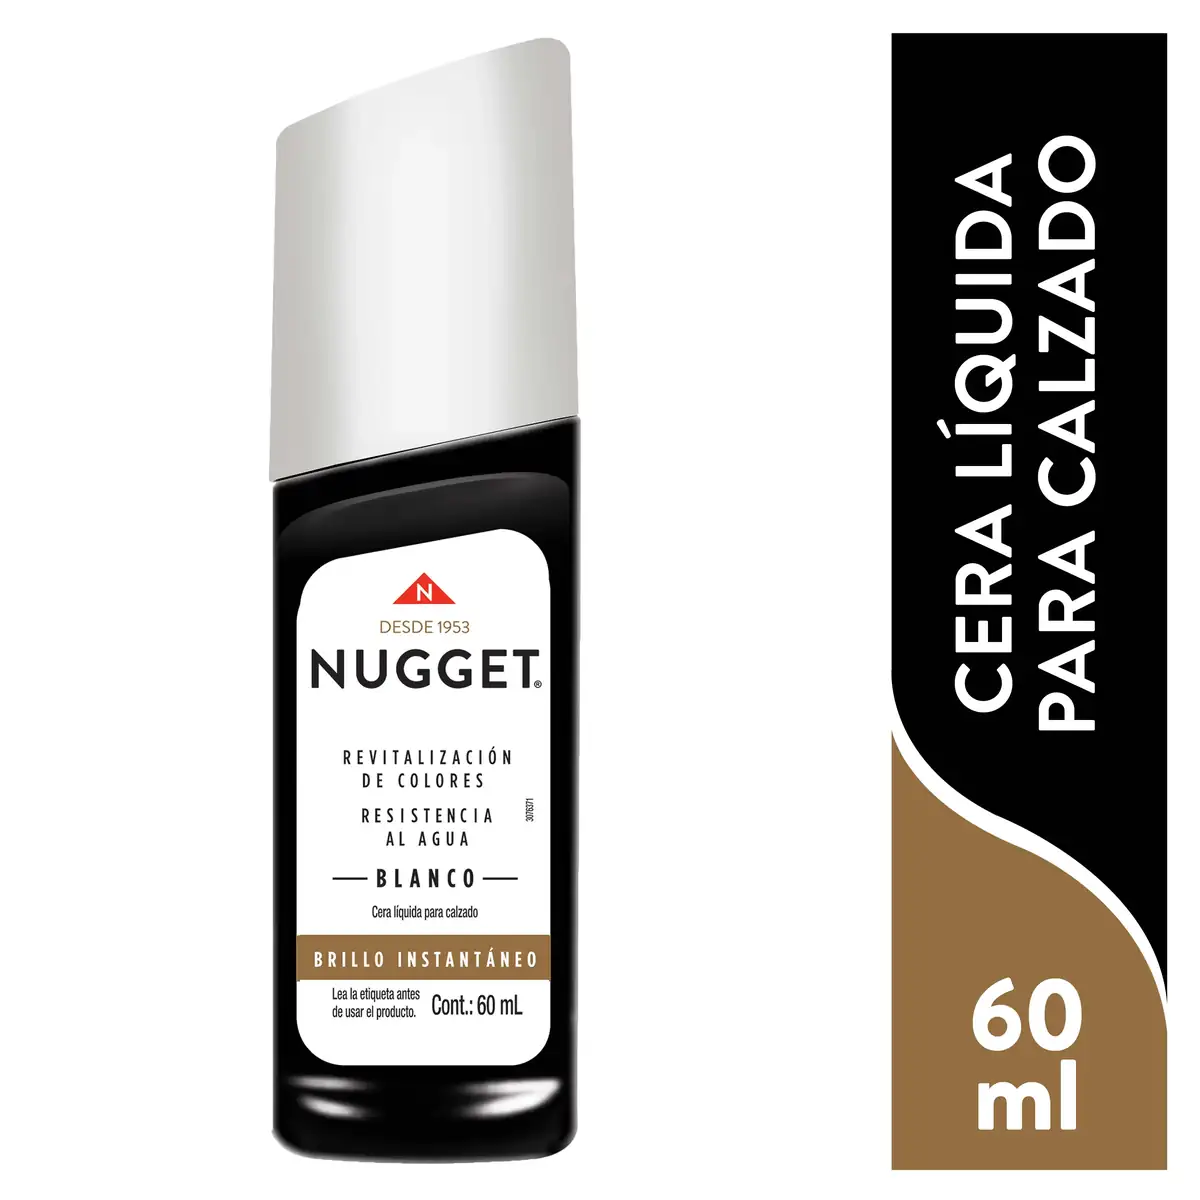 N
DESDE 1953
NUGGET®
REVITALIZACIÓN
DE COLORES
RESISTENCIA
AL AGUA
BLANCO
Cera líquida para calzado
BRILLO INSTANTÁNEO
Lea la etiqueta antes
de usar el producto.
Cont.: 60 mL
3076371
CERA LÍQUIDA
PARA CALZADO
60
ml